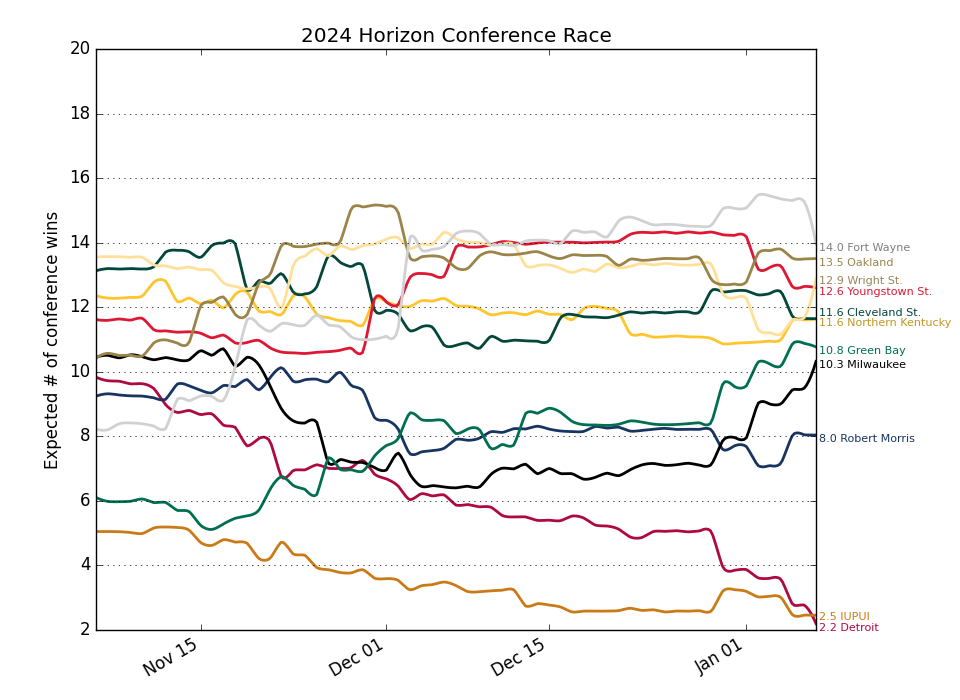 2024 Horizon Conference Race
Expected # of conference wins
20
18
16
14
12
10
8
6
4
2
Nov 15
Dec 01
Dec 15
Jan 01
14.0 Fort Wayne
13.5 Oakland
12.9 Wright St.
12.6 Youngstown St.
11.6 Cleveland St.
11.6 Northern Kentucky
10.8 Green Bay
10.3 Milwaukee
8.0 Robert Morris
2.5 IUPUI
2.2 Detroit